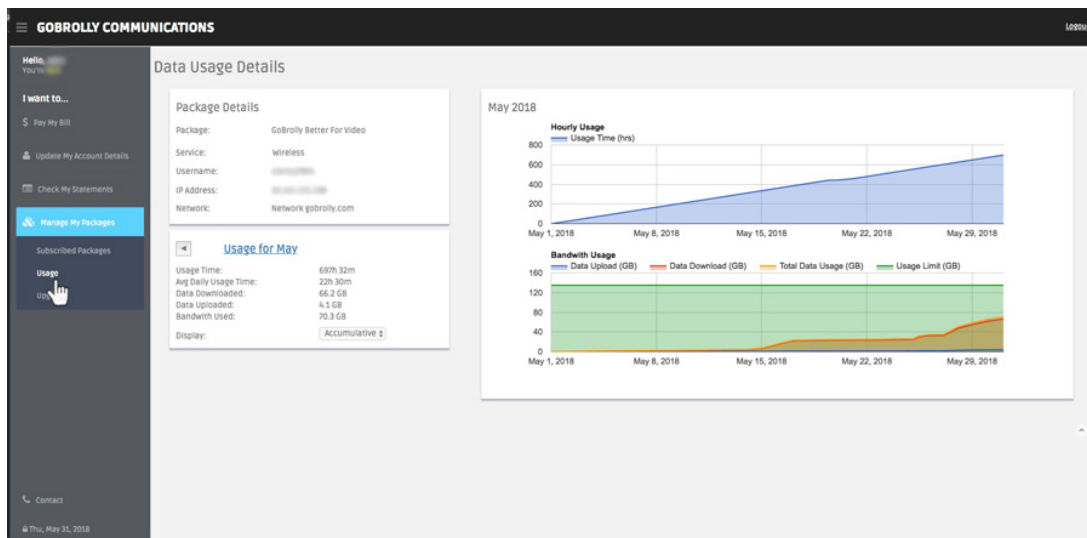 GOBROLLY COMMUNICATIONS
Logou
Hello,
You're
I want to...
$ Pay My Bill
Update My Account Details
Check My Statements
Manage My Packages
Subscribed Packages
Usage
Contact
Thu, May 31, 2018
Data Usage Details
Package Details
Package: GoBrolly Better For Video
Service: Wireless
Username:
IP Address:
Network: Network gobrolly.com
Usage for May
Usage Time: 697h 32m
Avg Daily Usage Time: 22h 30m
Data Downloaded: 66.2 GB
Data Uploaded: 4.1 GB
Bandwith Used: 70.3 GB
Display: Accumulative
May 2018
Hourly Usage
Usage Time (hrs)
800
600
400
200
0
May 1, 2018 May 8, 2018 May 15, 2018 May 22, 2018 May 29, 2018
Bandwith Usage
Data Upload (GB) Data Download (GB) Total Data Usage (GB) Usage Limit (GB)
160
120
80
40
0
May 1, 2018 May 8, 2018 May 15, 2018 May 22, 2018 May 29, 2018